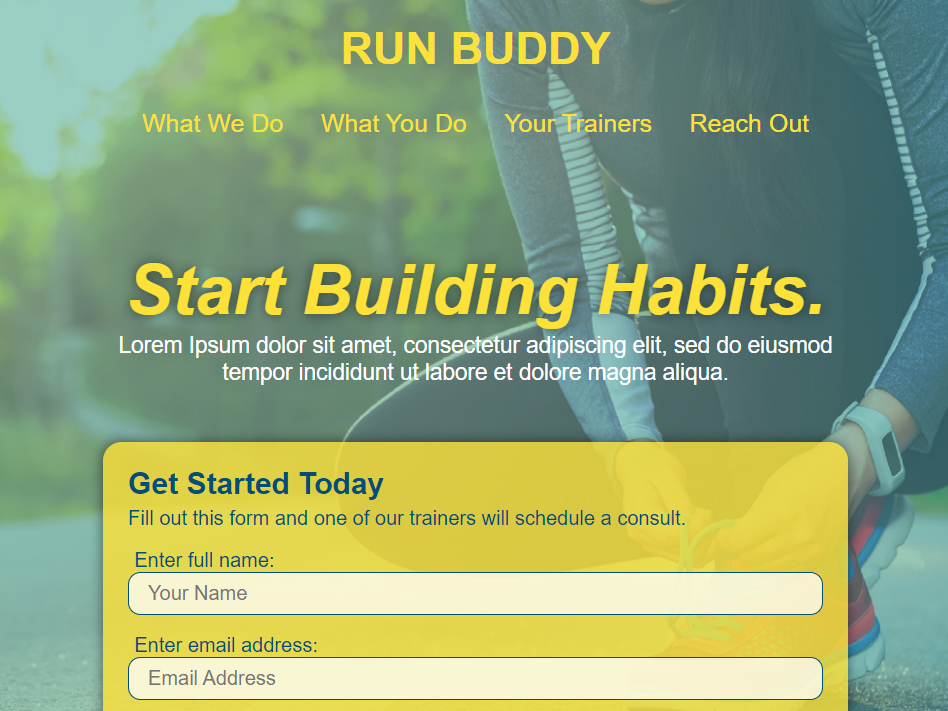 RUN BUDDY
What We Do What You Do Your Trainers Reach Out
Start Building Habits.
Lorem Ipsum dolor sit amet, consectetur adipiscing elit, sed do eiusmod
tempor incididunt ut labore et dolore magna aliqua.
Get Started Today
Fill out this form and one of our trainers will schedule a consult.
Enter full name:
Your Name
Enter email address:
Email Address